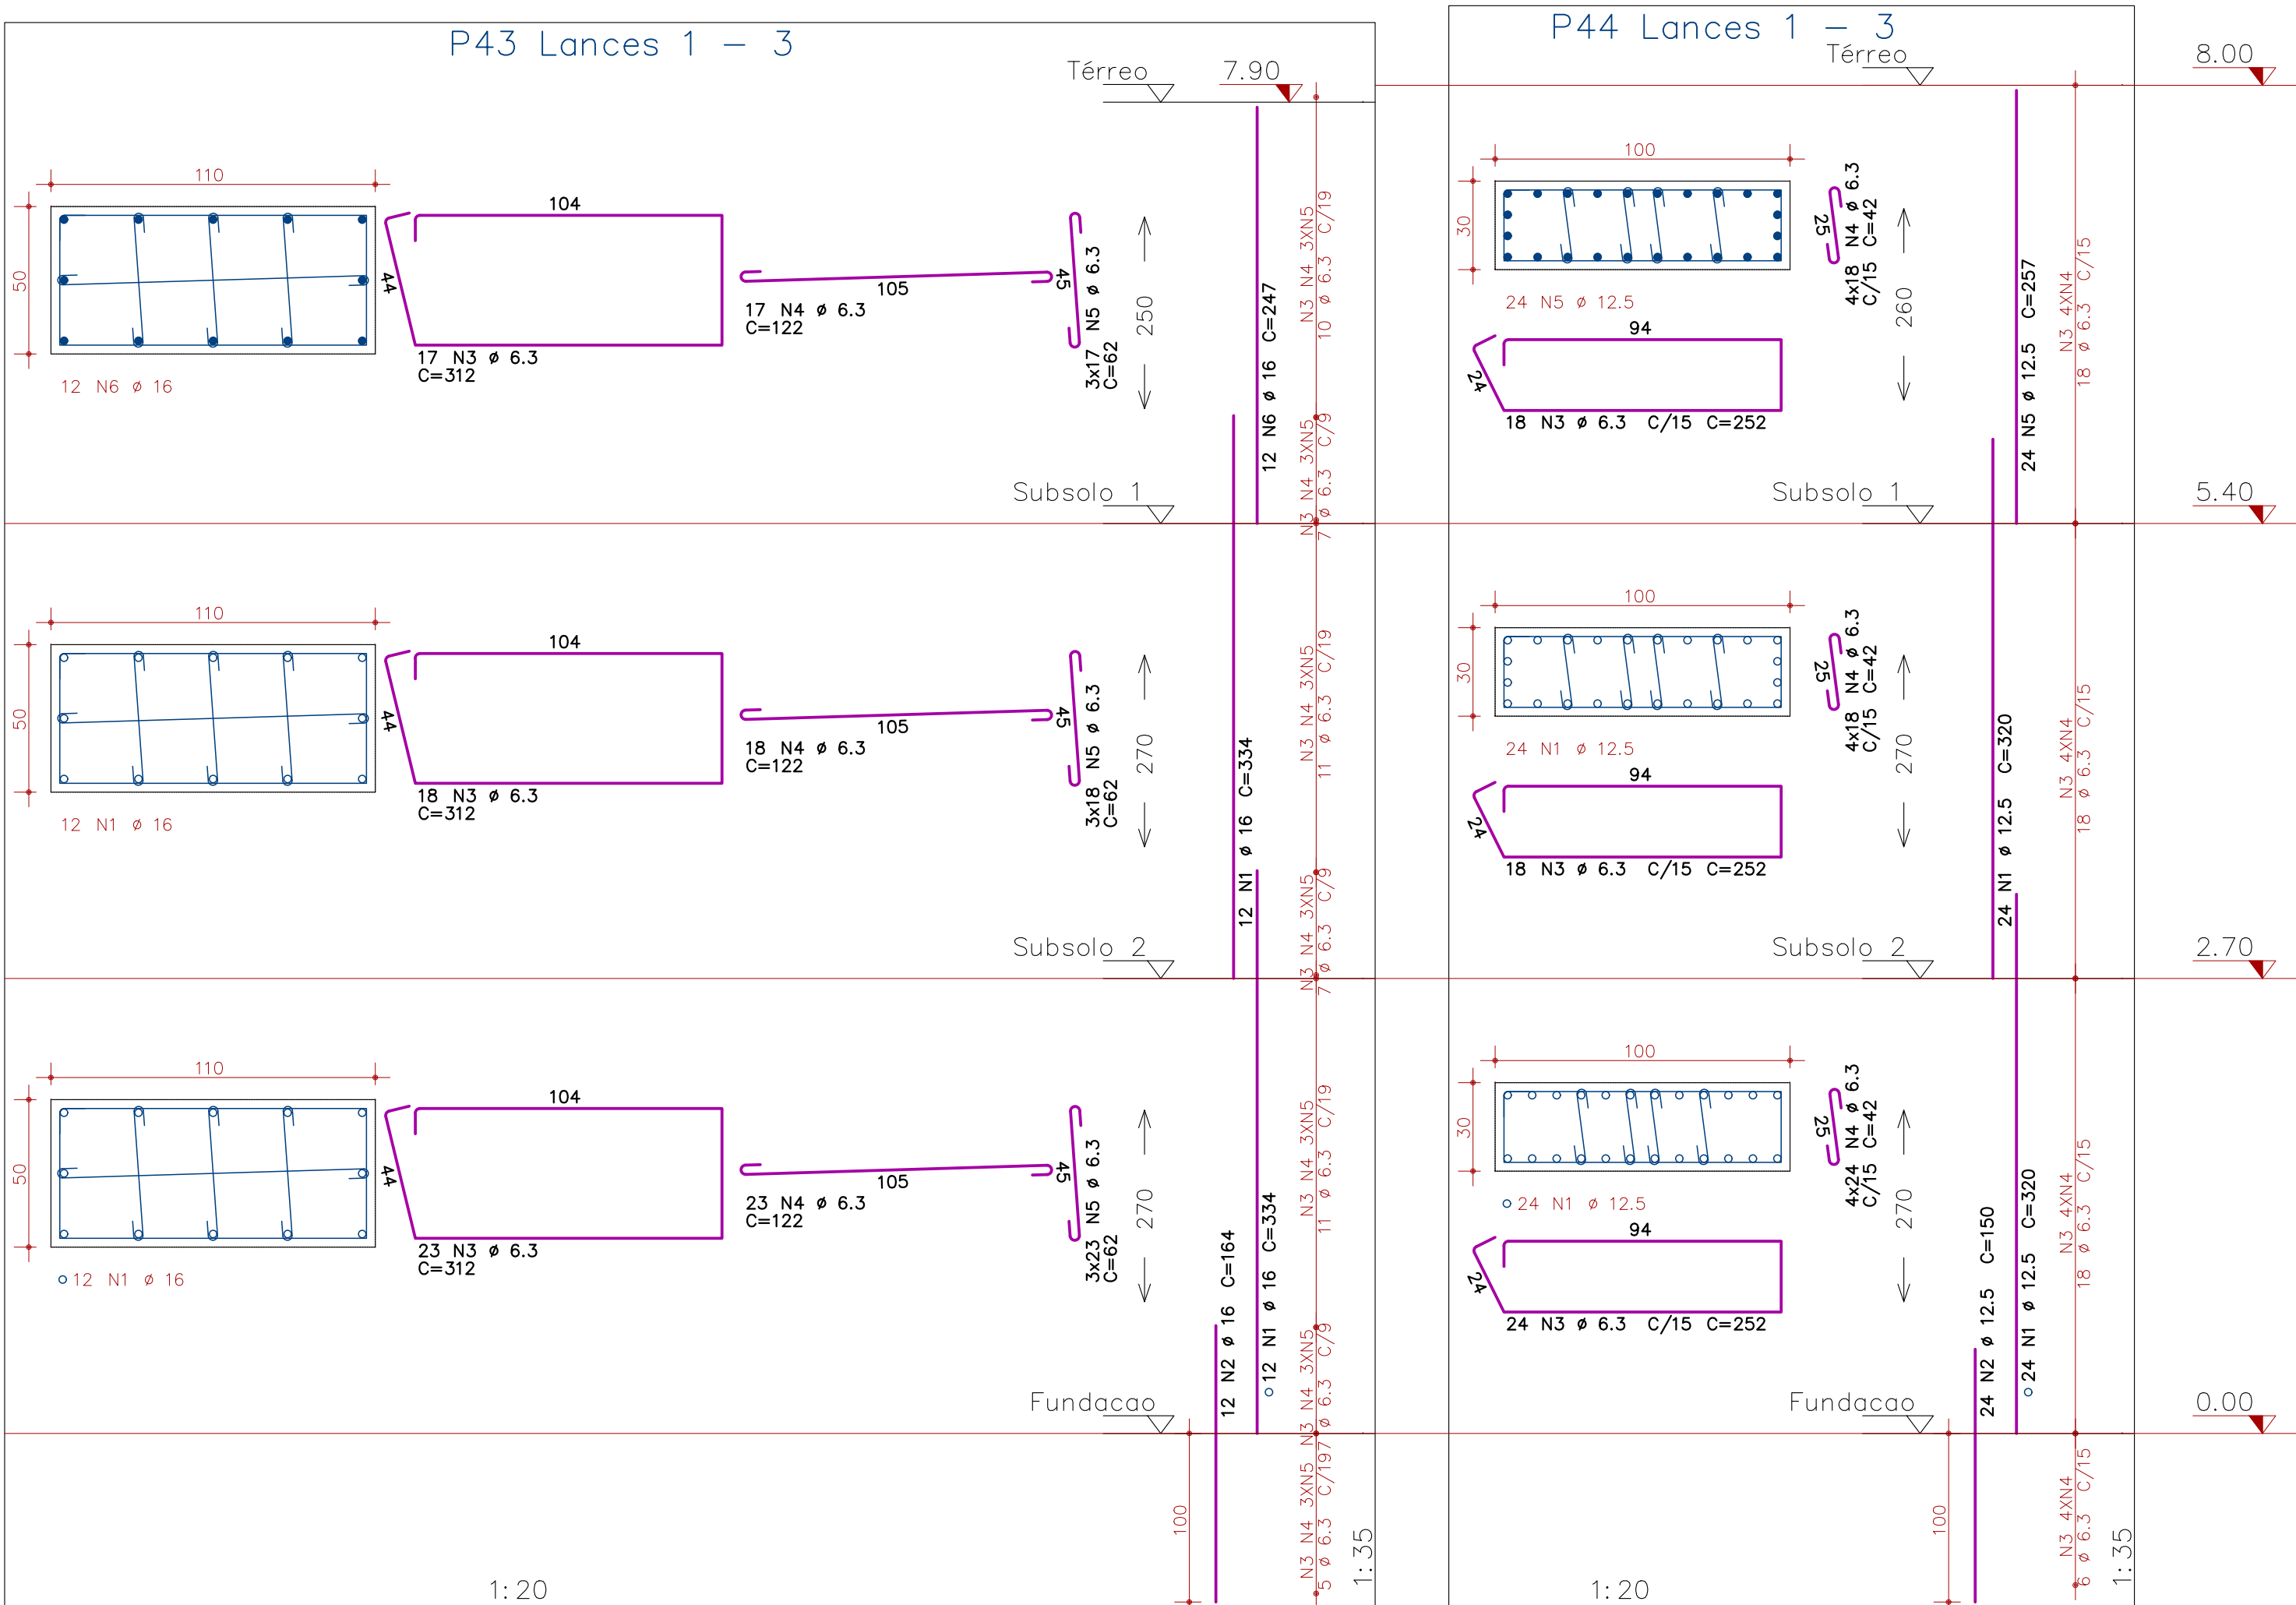 P43 Lances 1 - 3
Térreo
7.90
110
50
12 N6 ø 16
104
44
17 N3 ø 6.3
C=312
105
17 N4 ø 6.3
C=122
45
3x17 N5 ø 6.3
C=62
250
12 N6 ø 16 C=247
N3 N4 3XN5
10 ø 6.3 C/19
N3 N4 3XN5
7 ø 6.3 C/9
Subsolo 1
110
50
12 N1 ø 16
104
44
18 N3 ø 6.3
C=312
105
18 N4 ø 6.3
C=122
45
3x18 N5 ø 6.3
C=62
270
12 N1 ø 16 C=334
N3 N4 3XN5
11 ø 6.3 C/19
N3 N4 3XN5
7 ø 6.3 C/9
Subsolo 2
110
50
12 N1 ø 16
104
44
23 N3 ø 6.3
C=312
105
23 N4 ø 6.3
C=122
45
3x23 N5 ø 6.3
C=62
270
12 N2 ø 16 C=164
12 N1 ø 16 C=334
N3 N4 3XN5
11 ø 6.3 C/19
N3 N4 3XN5
7 ø 6.3 C/9
Fundacao
100
N3 N4 3XN5
5 ø 6.3 C/19
1:20
1:35
P44 Lances 1 - 3
Térreo
8.00
100
30
24 N5 ø 12.5
25
4x18 N4 ø 6.3
C/15 C=42
94
24
18 N3 ø 6.3 C/15 C=252
260
24 N5 ø 12.5 C=257
N3 4XN4
18 ø 6.3 C/15
Subsolo 1
5.40
100
30
24 N1 ø 12.5
25
4x18 N4 ø 6.3
C/15 C=42
94
24
18 N3 ø 6.3 C/15 C=252
270
24 N1 ø 12.5 C=320
N3 4XN4
18 ø 6.3 C/15
Subsolo 2
2.70
100
30
24 N1 ø 12.5
25
4x24 N4 ø 6.3
C/15 C=42
94
24
24 N3 ø 6.3 C/15 C=252
270
24 N2 ø 12.5 C=150
24 N1 ø 12.5 C=320
N3 4XN4
18 ø 6.3 C/15
Fundacao
0.00
100
N3 4XN4
6 ø 6.3 C/15
1:20
1:35